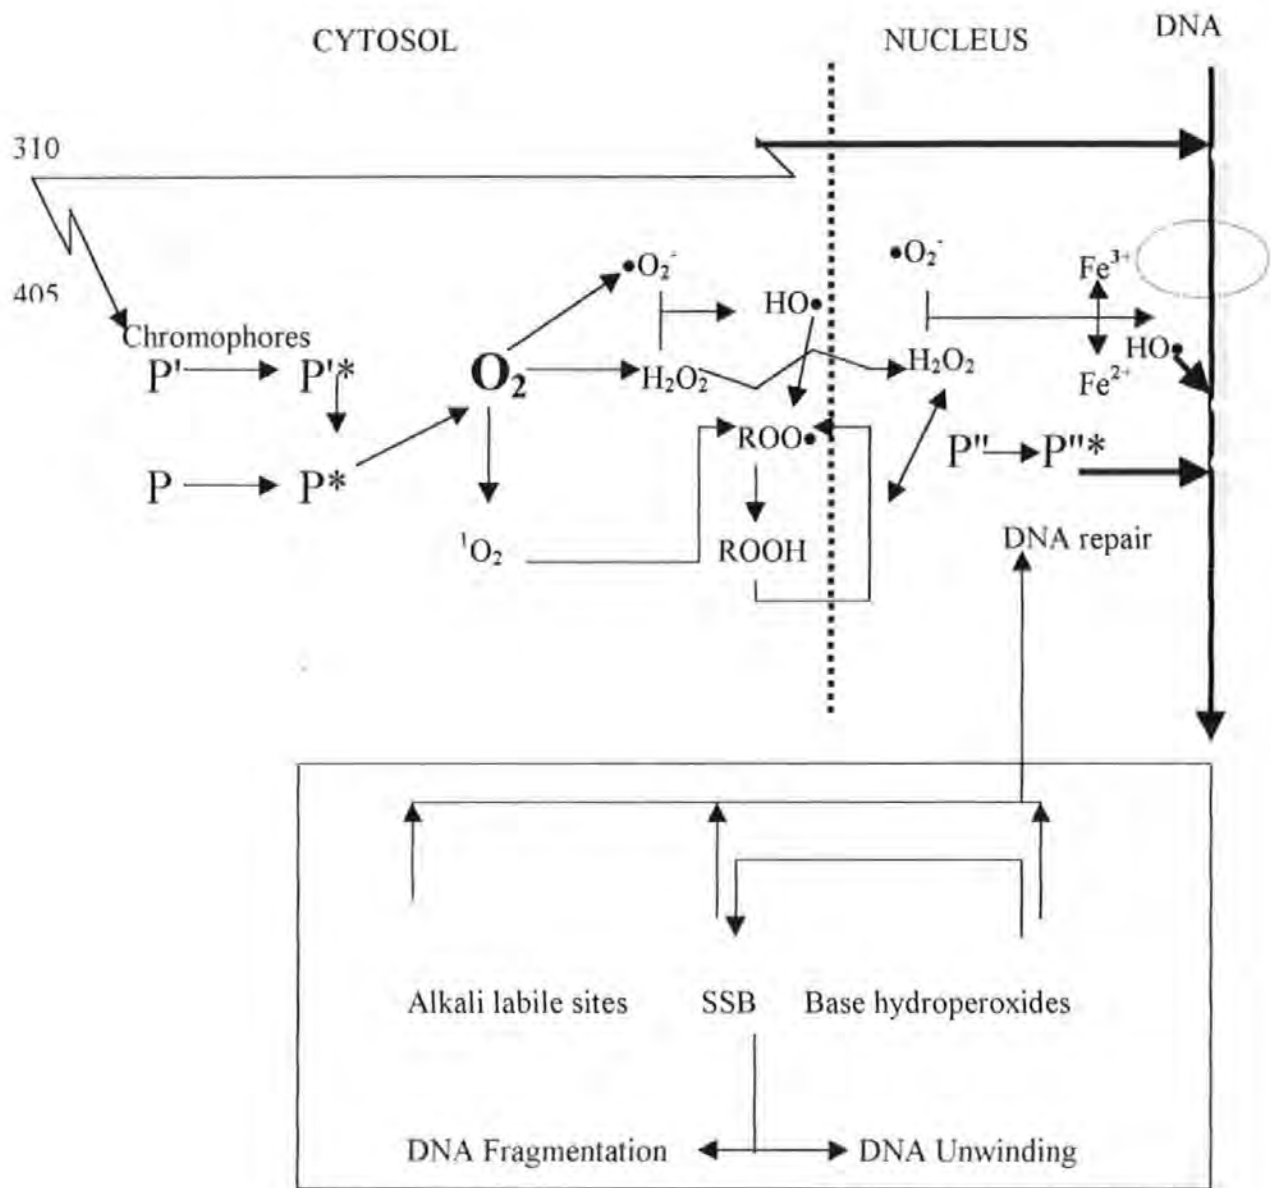 CYTOSOL NUCLEUS DNA
310
405
•O₂⁻ •O₂⁻ Fe³⁺
HO•
Chromophores
P' P'* O₂ H₂O₂ H₂O₂ Fe²⁺ HO•
ROO• P'' P''*
P P*
¹O₂ ROOH DNA repair
Alkali labile sites SSB Base hydroperoxides
DNA Fragmentation DNA Unwinding